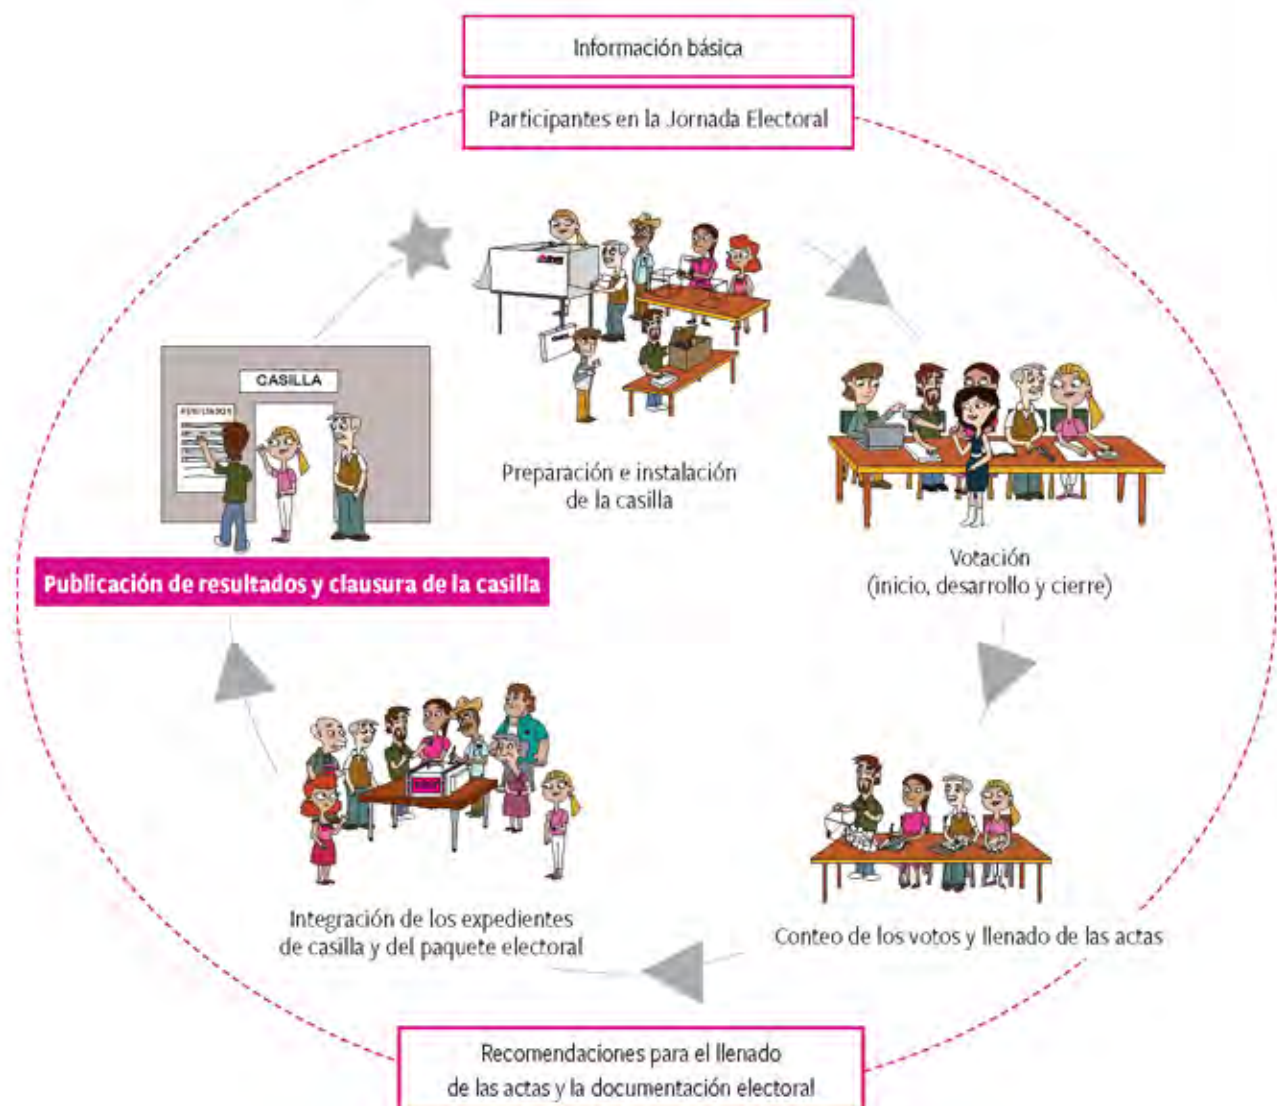 Información básica
Participantes en la Jornada Electoral
Preparación e instalación
de la casilla
Votación
(inicio, desarrollo y cierre)
Conteo de los votos y llenado de las actas
Integración de los expedientes
de casilla y del paquete electoral
CASILLA
RESULTADOS
Publicación de resultados y clausura de la casilla
Recomendaciones para el llenado
de las actas y la documentación electoral